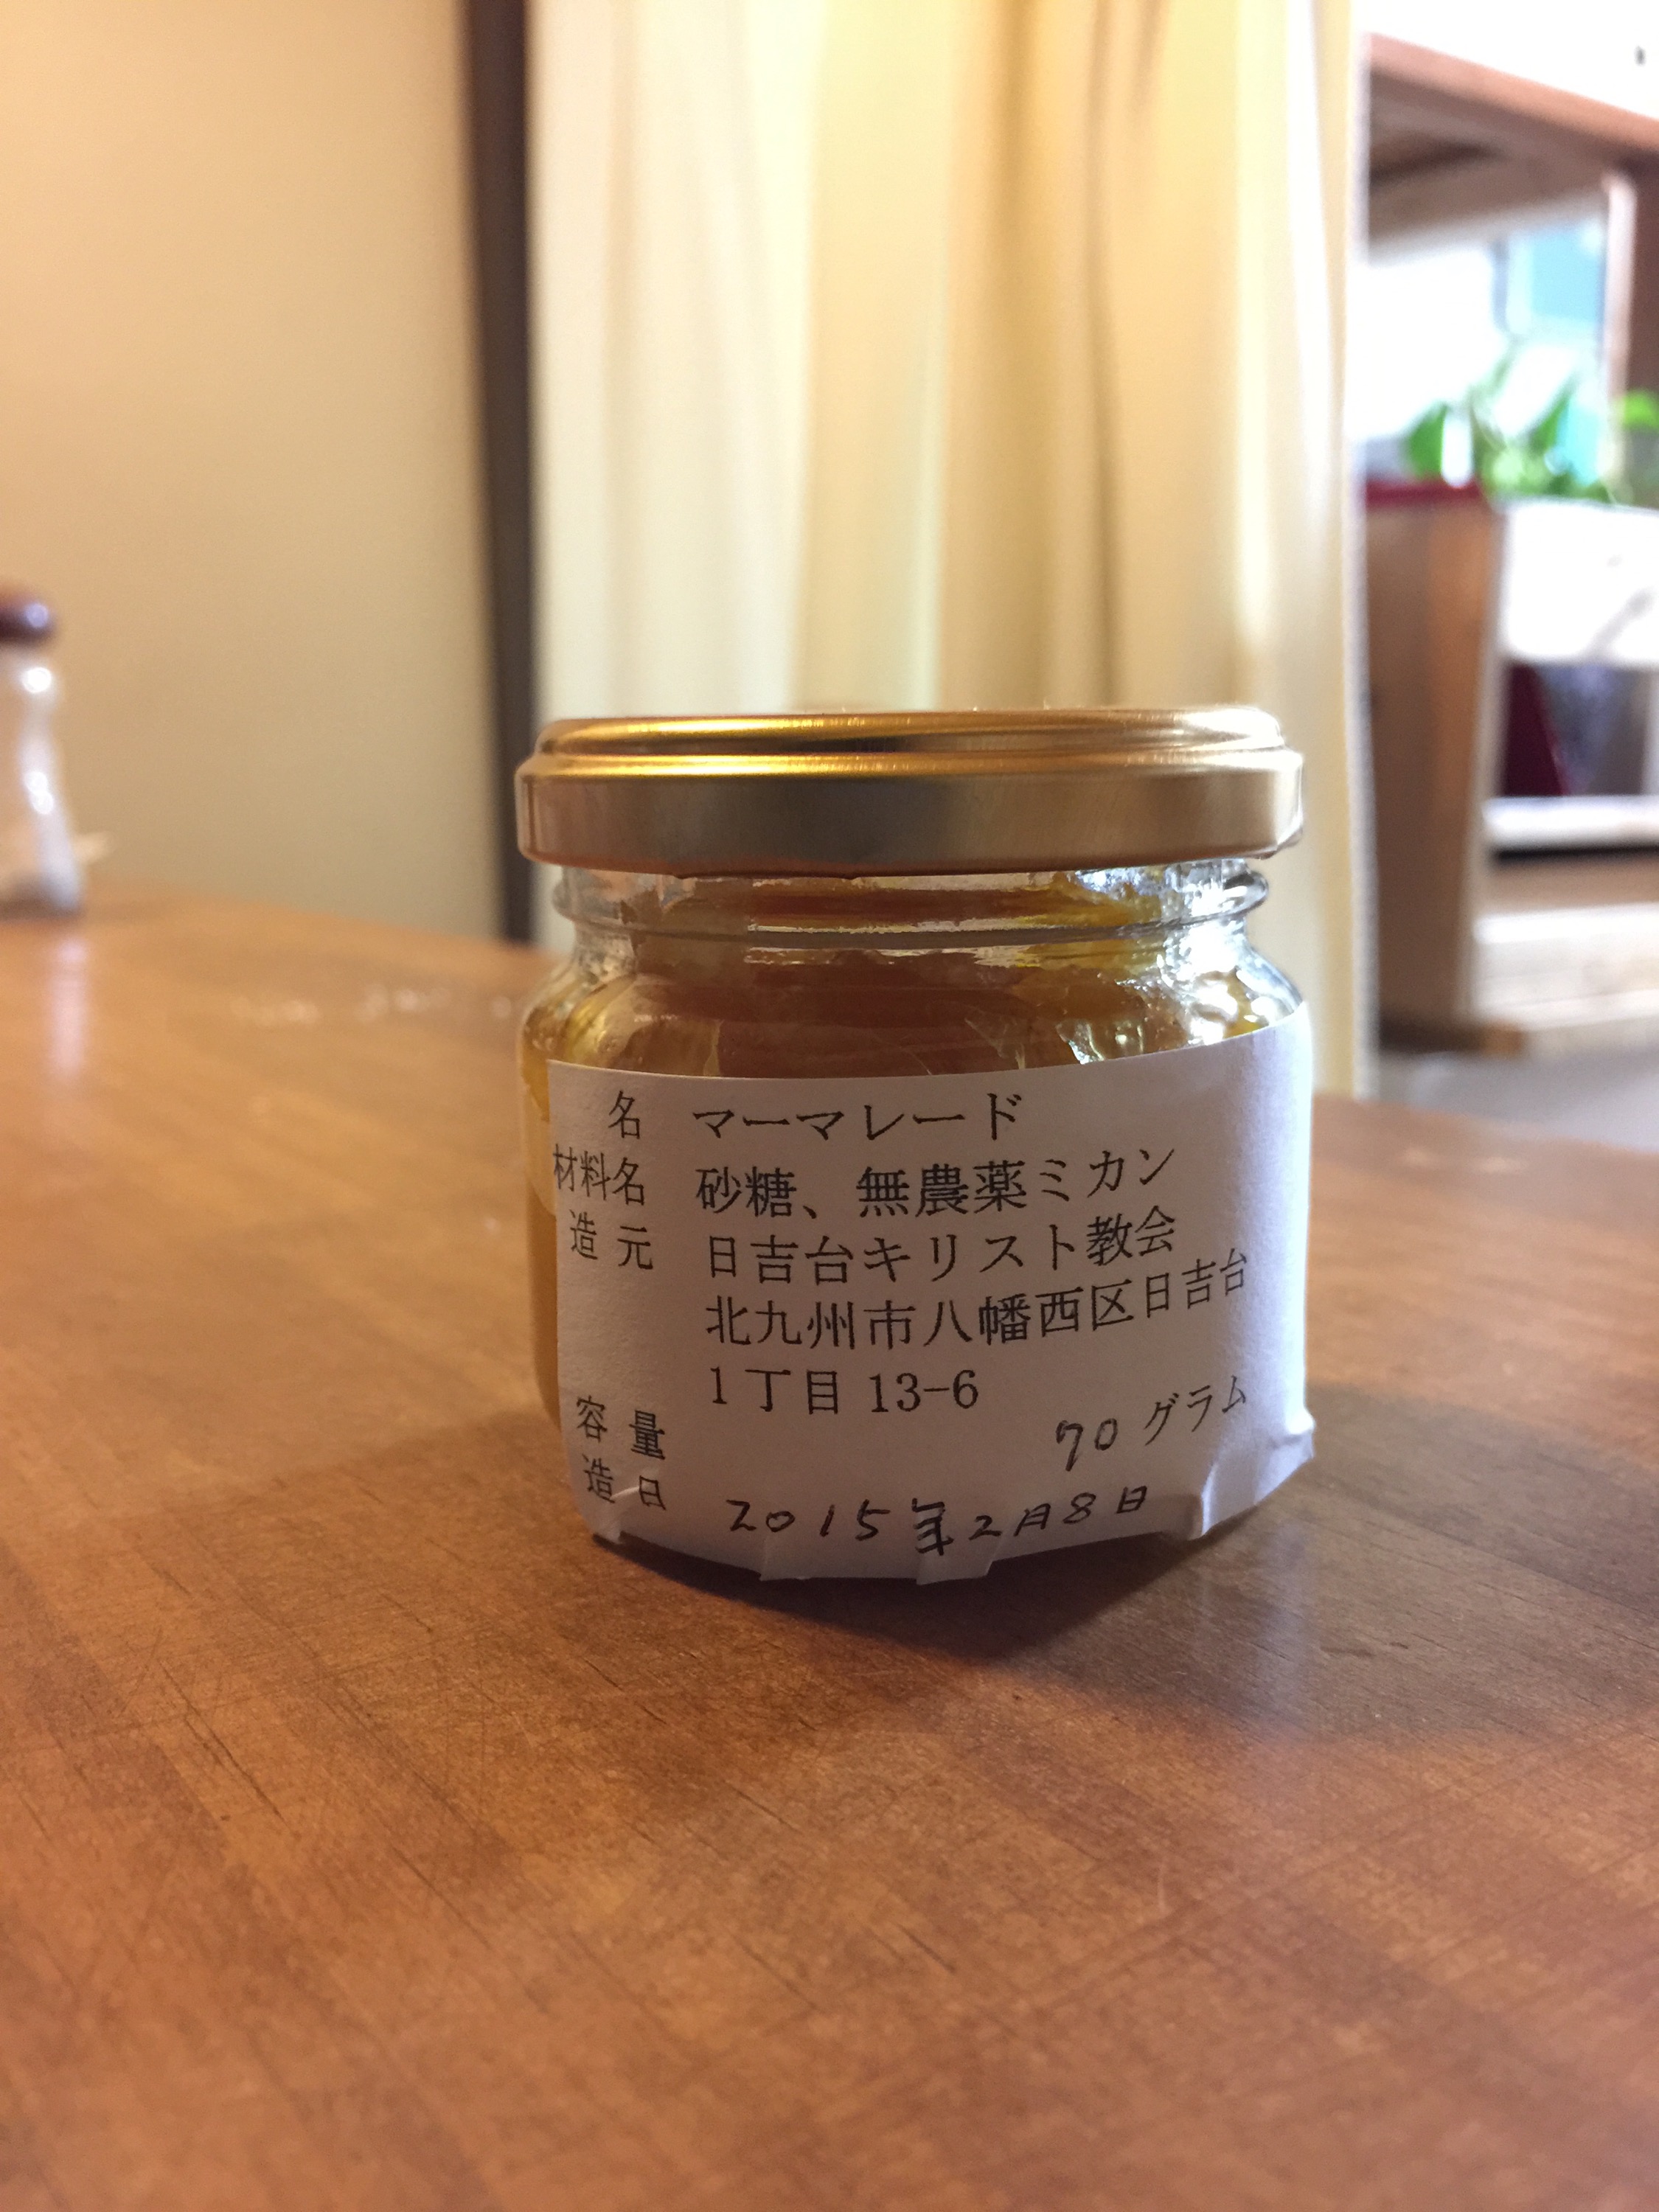 名 マーマレード
材料名 砂糖、無農薬ミカン
造元 日吉台キリスト教会
北九州市八幡西区日吉台
1丁目13-6
容量 70グラム
造日 2015年2月8日